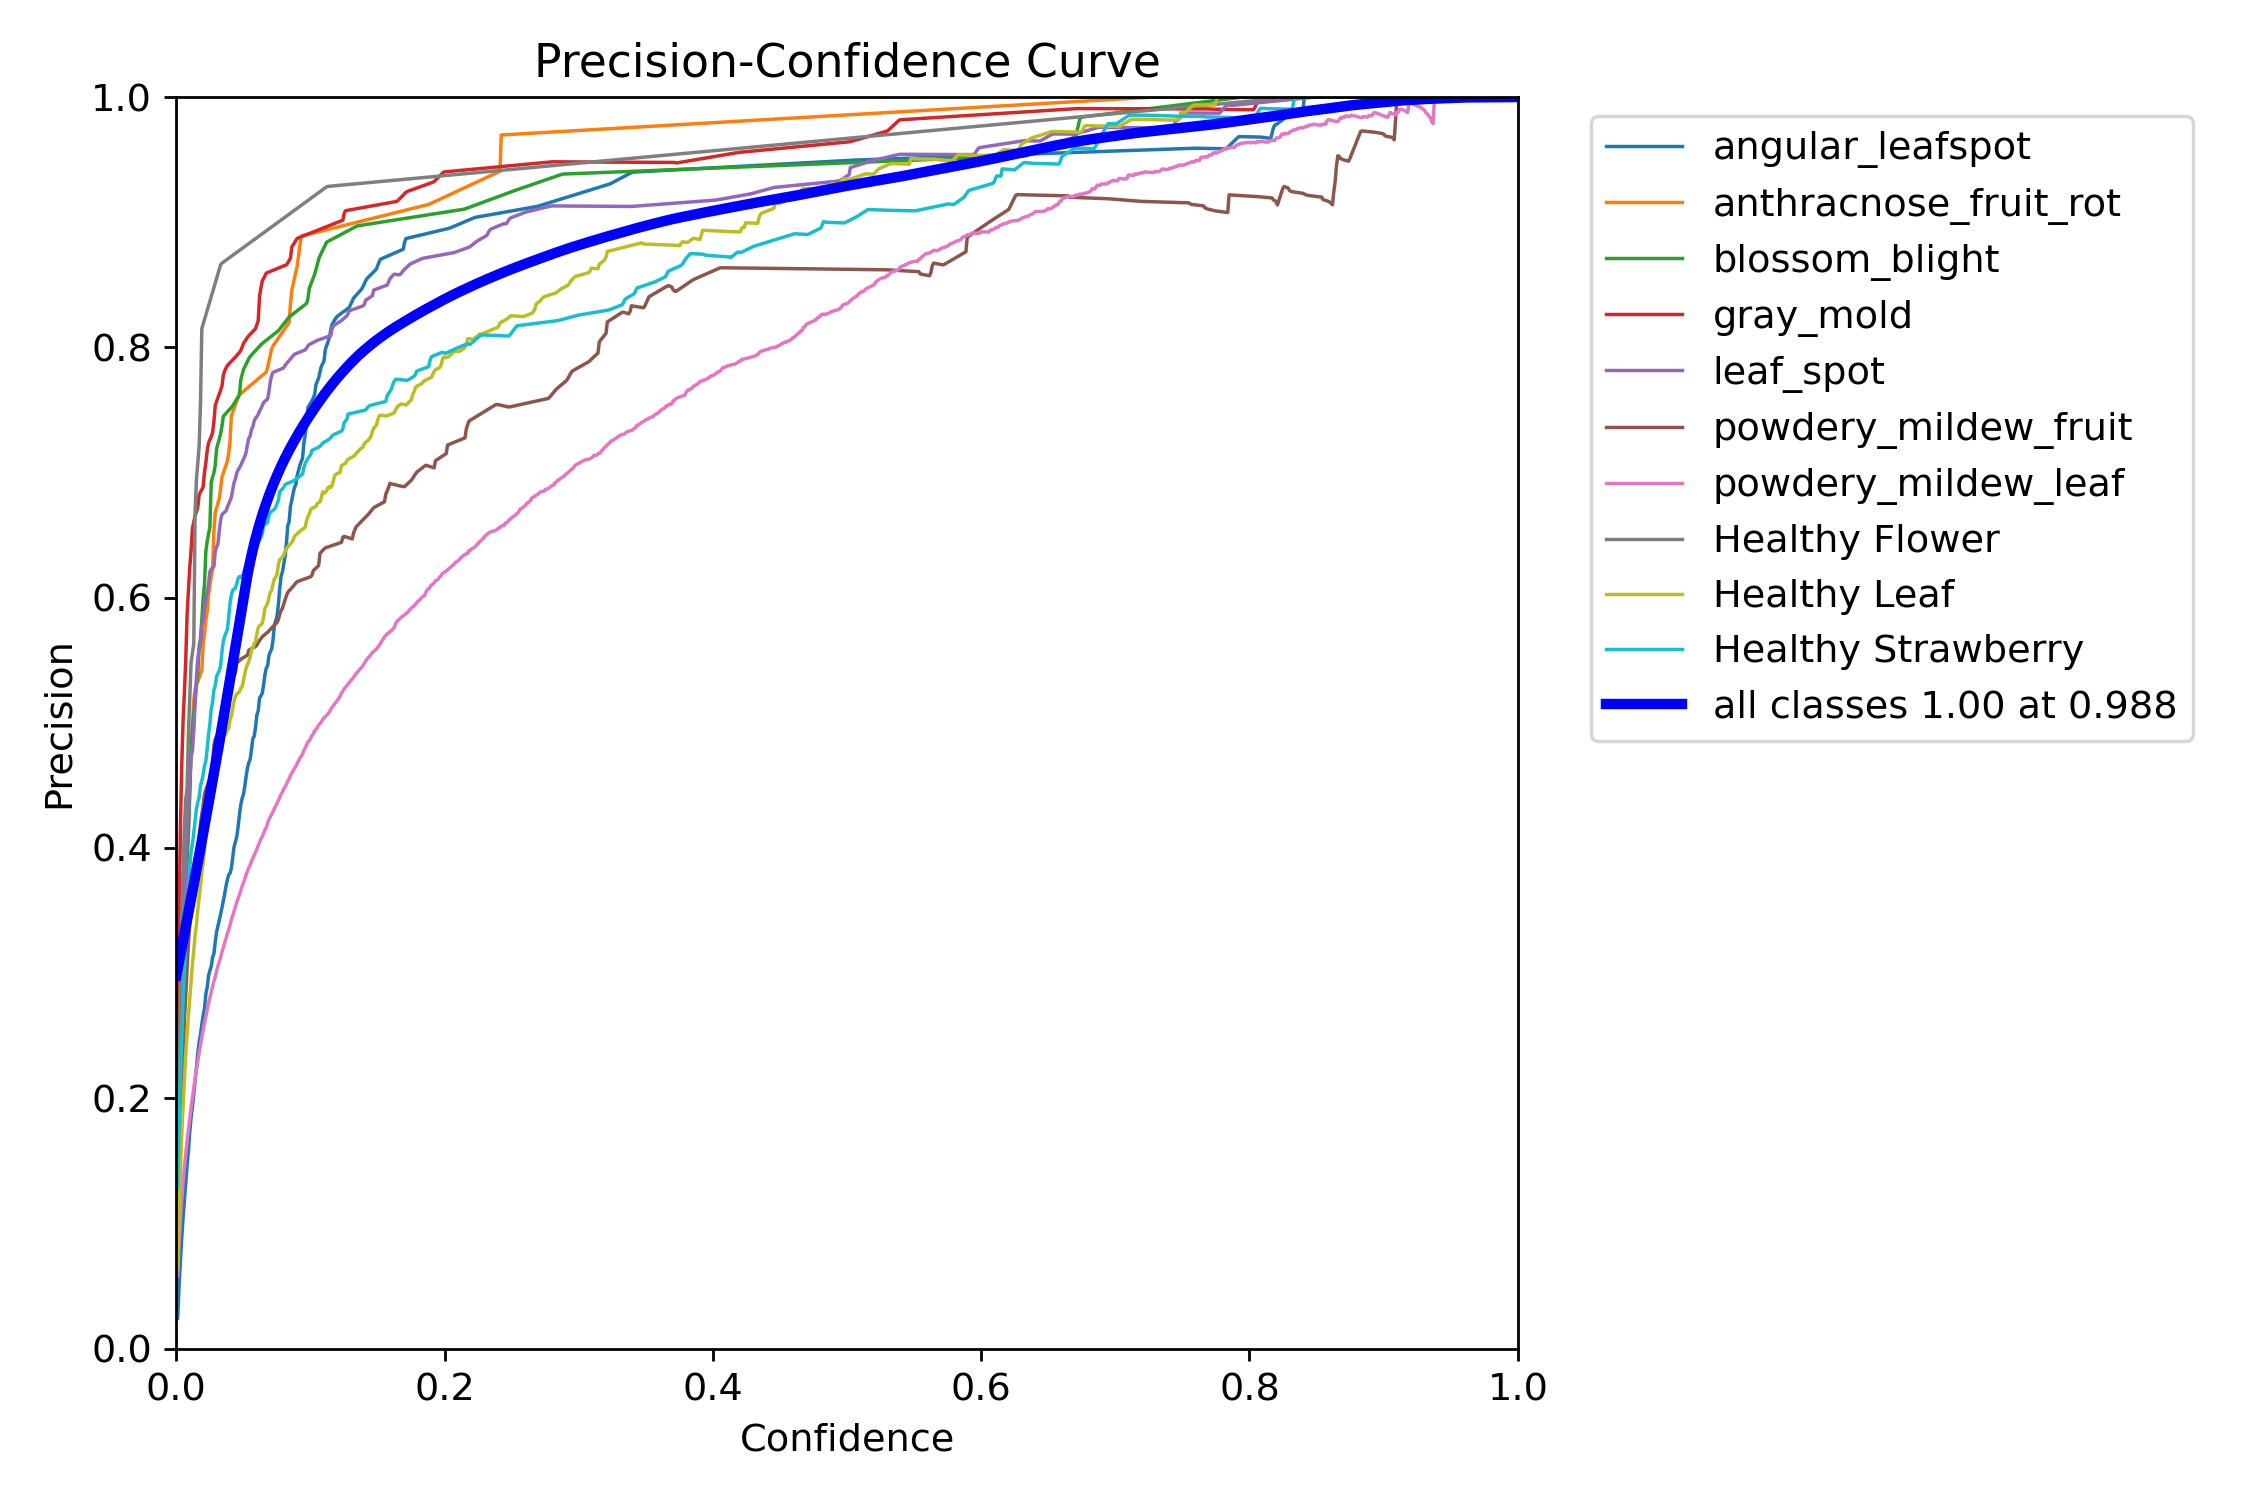 Precision-Confidence Curve
1.0
0.8
0.6
0.4
0.2
0.0
Precision
0.0 0.2 0.4 0.6 0.8 1.0
Confidence
angular_leafspot
anthracnose_fruit_rot
blossom_blight
gray_mold
leaf_spot
powdery_mildew_fruit
powdery_mildew_leaf
Healthy Flower
Healthy Leaf
Healthy Strawberry
all classes 1.00 at 0.988